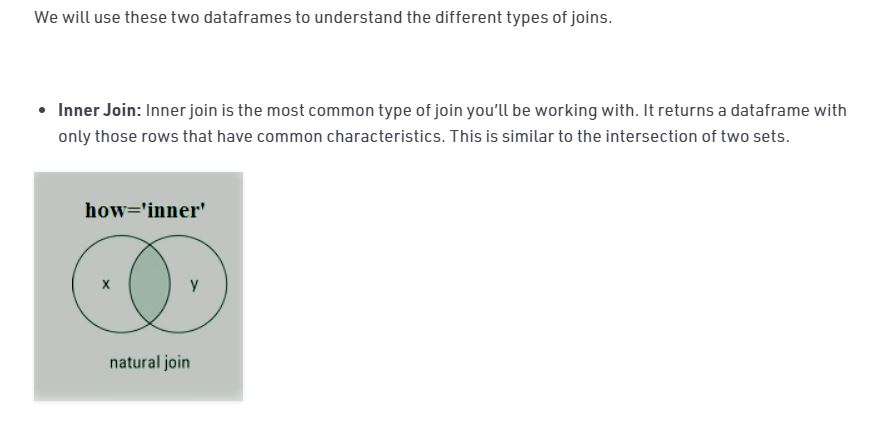 We will use these two dataframes to understand the different types of joins.
• Inner Join: Inner join is the most common type of join you'll be working with. It returns a dataframe with
only those rows that have common characteristics. This is similar to the intersection of two sets.
how='inner'
x y
natural join